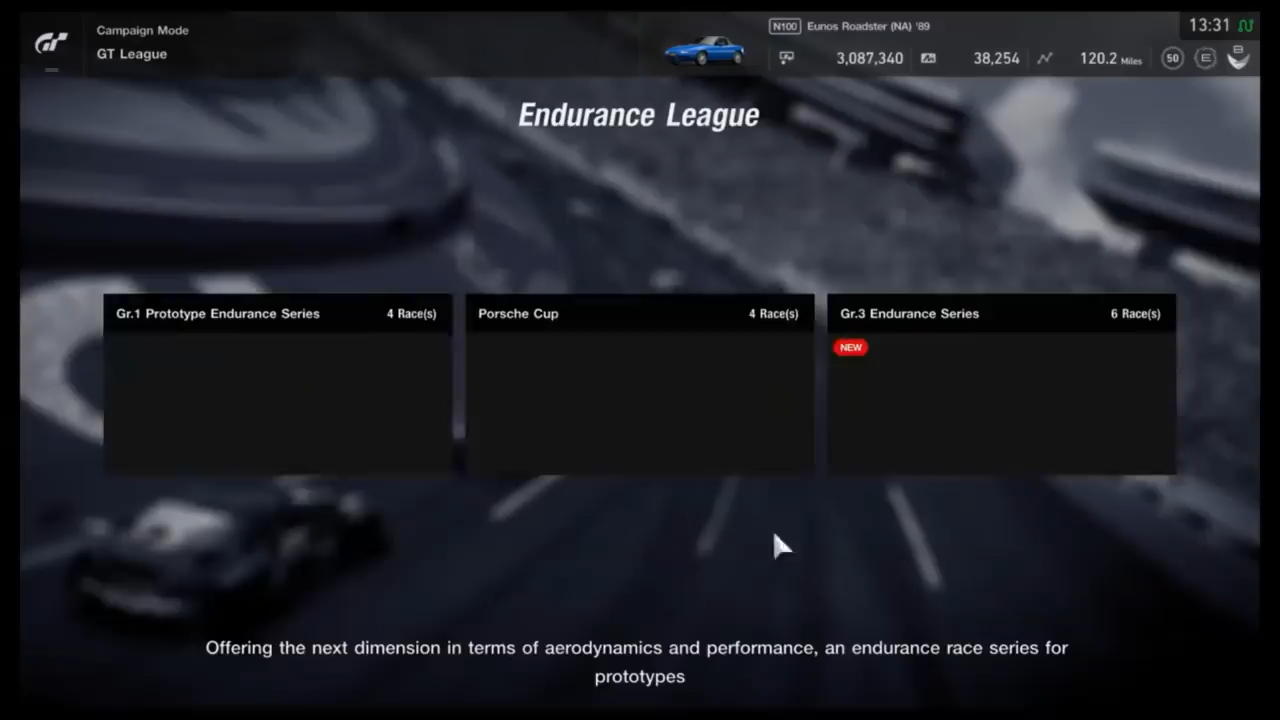 Campaign Mode
GT League
N100 Eunos Roadster (NA) '89
13:31
3,087,340 38,254 120.2 Miles 50 E B
Endurance League
Gr.1 Prototype Endurance Series 4 Race(s)
Porsche Cup 4 Race(s)
Gr.3 Endurance Series 6 Race(s)
NEW
Offering the next dimension in terms of aerodynamics and performance, an endurance race series for
prototypes